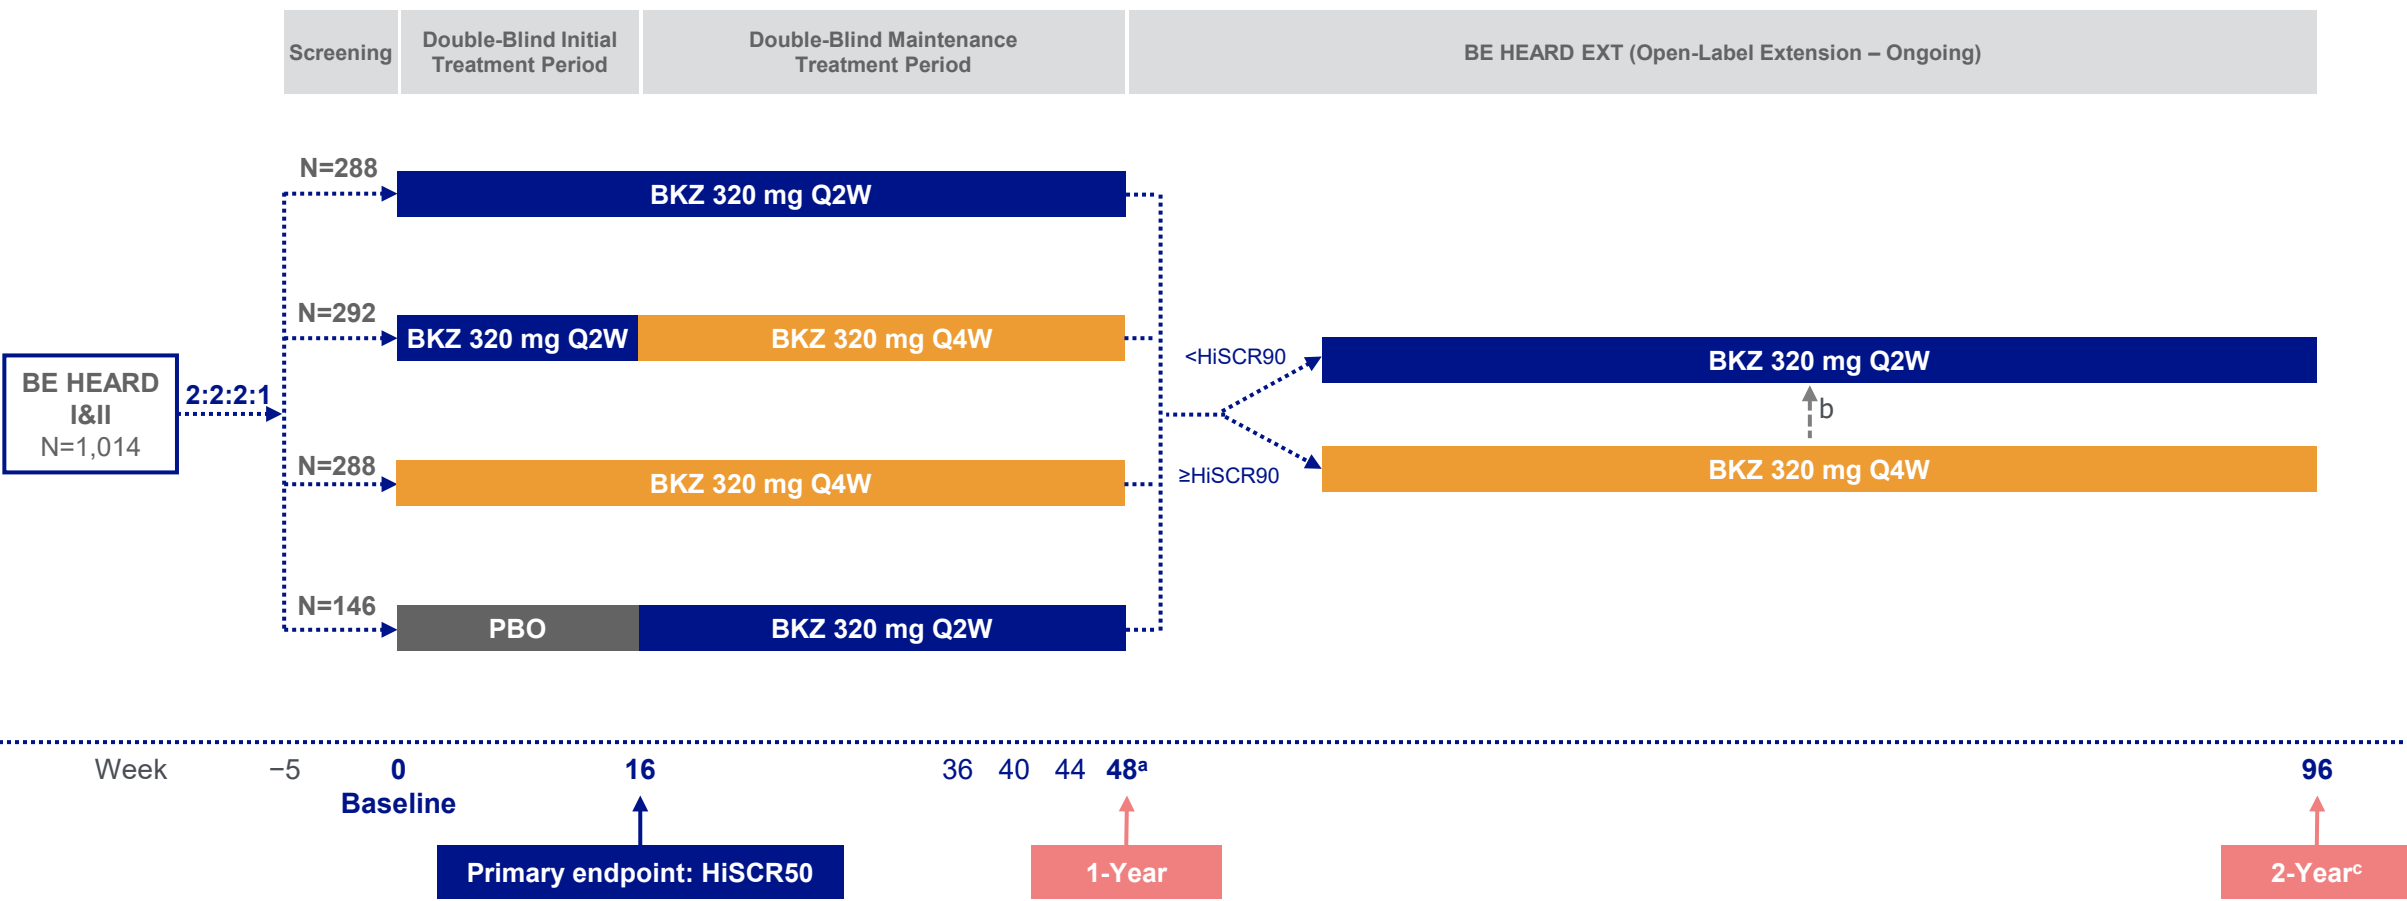 Screening
Double-Blind Initial
Treatment Period
Double-Blind Maintenance
Treatment Period
BE HEARD EXT (Open-Label Extension – Ongoing)
N=288
BKZ 320 mg Q2W
N=292
BKZ 320 mg Q2W
BKZ 320 mg Q4W
BE HEARD
I&II
N=1,014
2:2:2:1
<HiSCR90
BKZ 320 mg Q2W
b
≥HiSCR90
BKZ 320 mg Q4W
N=288
BKZ 320 mg Q4W
N=146
PBO
BKZ 320 mg Q2W
Week −5 0 16 36 40 44 48ᵃ 96
Baseline
Primary endpoint: HiSCR50
1-Year
2-Yearᶜ